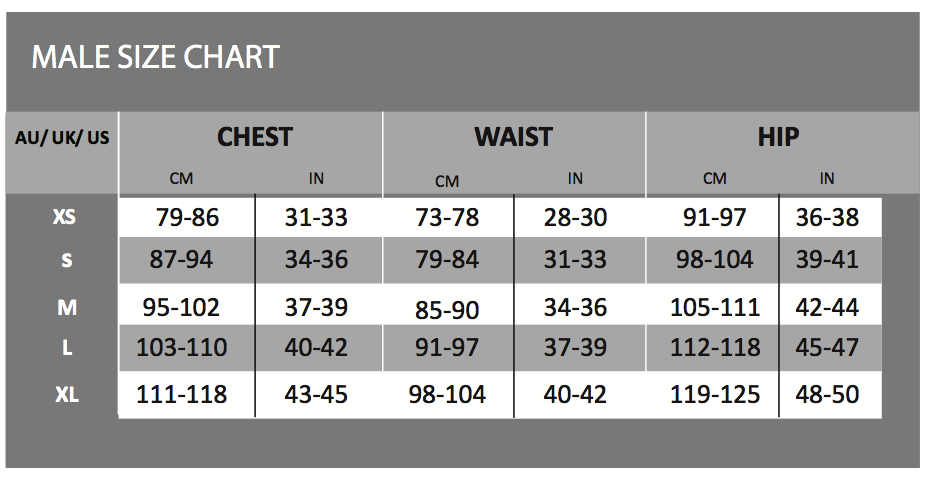 MALE SIZE CHART
AU/ UK/ US CHEST WAIST HIP
CM IN CM IN CM IN
XS 79-86 31-33 73-78 28-30 91-97 36-38
S 87-94 34-36 79-84 31-33 98-104 39-41
M 95-102 37-39 85-90 34-36 105-111 42-44
L 103-110 40-42 91-97 37-39 112-118 45-47
XL 111-118 43-45 98-104 40-42 119-125 48-50